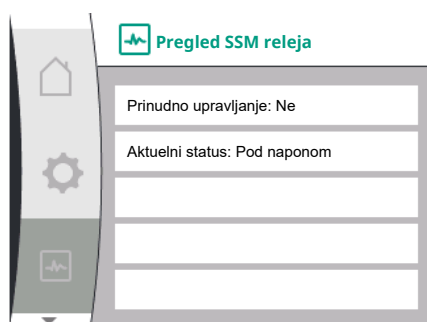 Pregled SSM releja
Prinudno upravljanje: Ne
Aktuelni status: Pod naponom